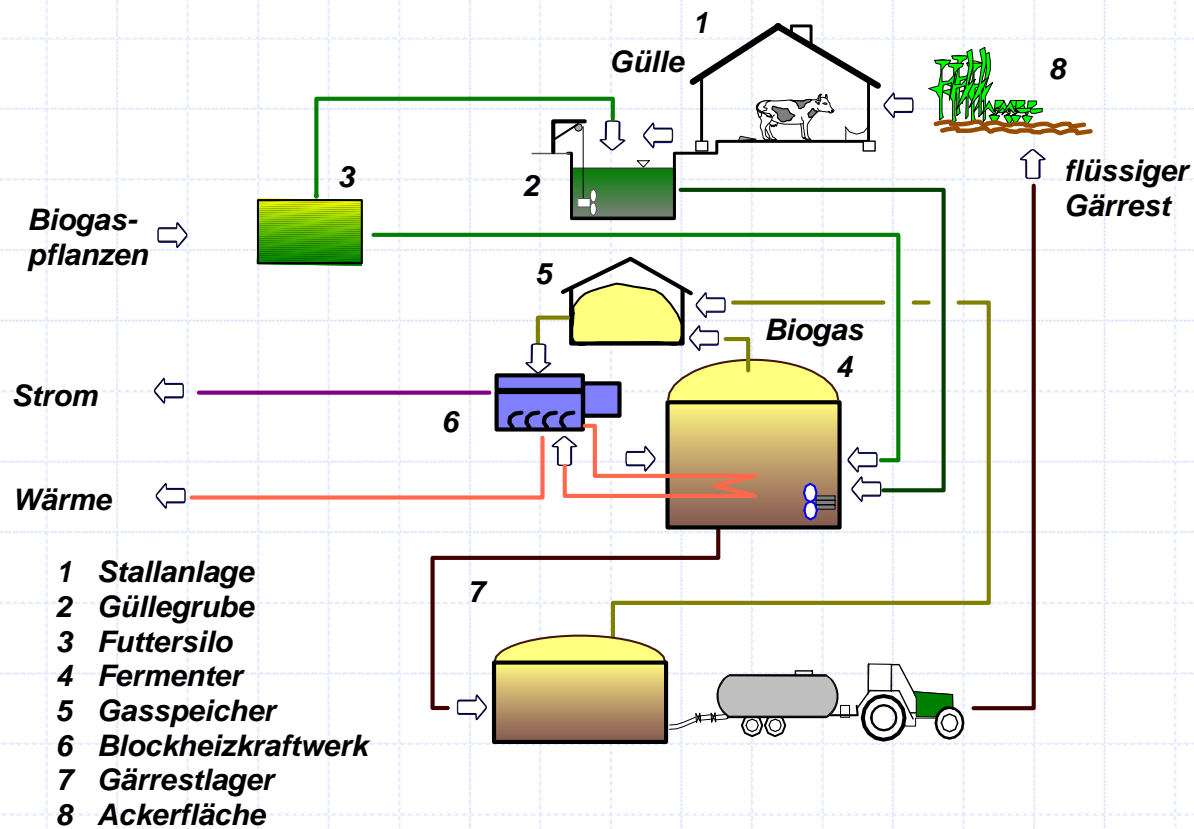 1
Gülle
8
3
2
flüssiger
Gärrest
Biogas-
pflanzen
5
Biogas
4
Strom
6
Wärme
7
1 Stallanlage
2 Güllegrube
3 Futtersilo
4 Fermenter
5 Gasspeicher
6 Blockheizkraftwerk
7 Gärrestlager
8 Ackerfläche